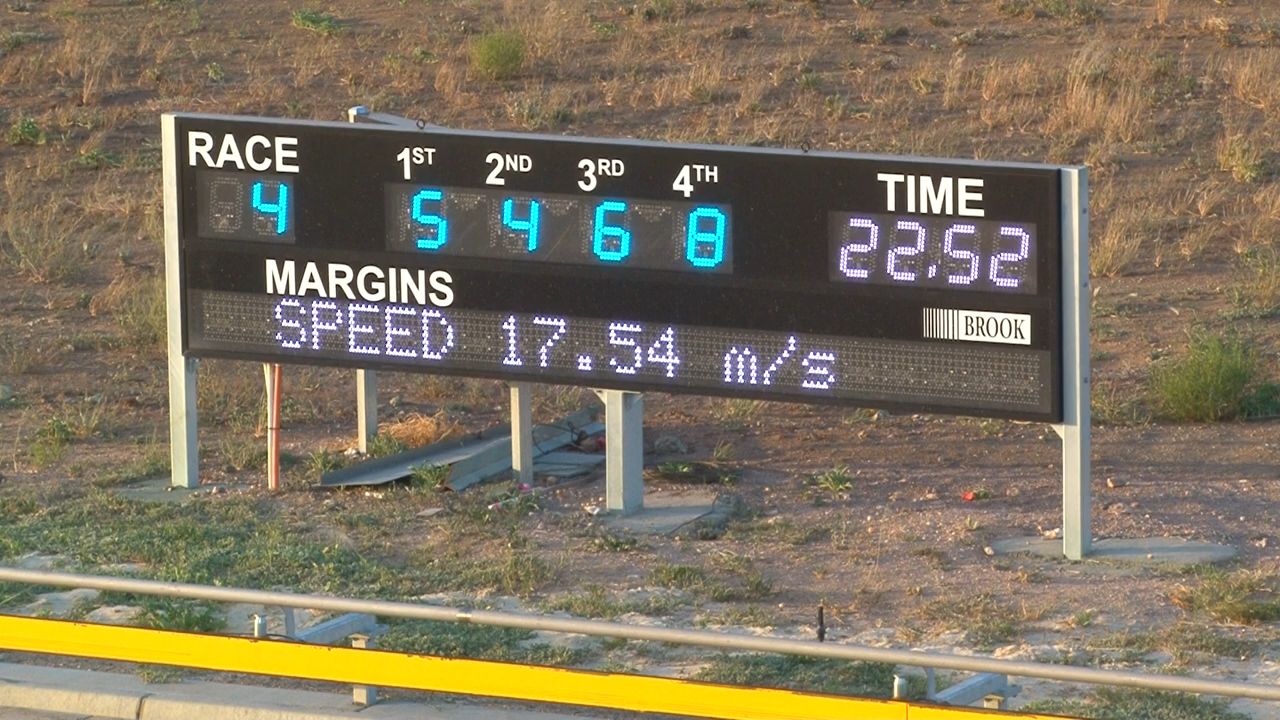 RACE 1ST 2ND 3RD 4TH TIME
4 5 4 6 8 22.52
MARGINS
BROOK
SPEED 17.54 m/s